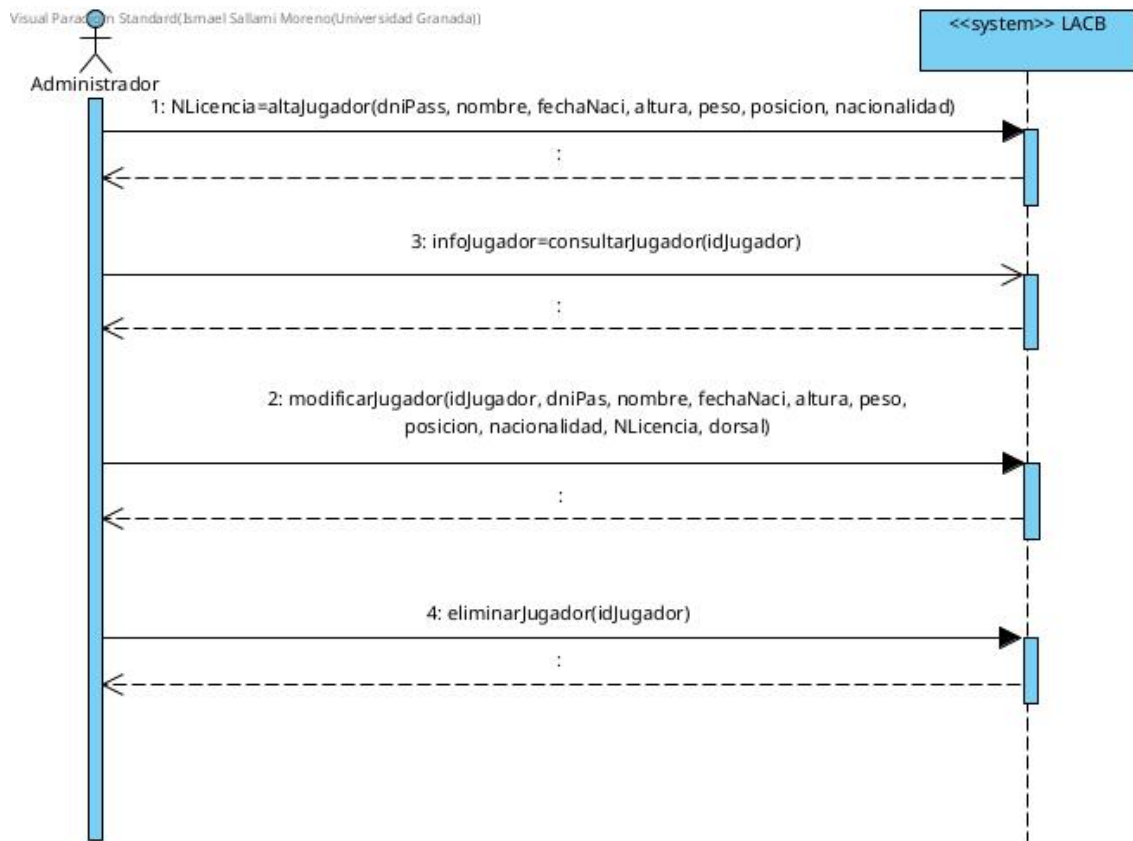 Visual Paradigm Standard(Ismael Sallami Moreno(Universidad Granada))
<<system>> LACB
Administrador
1: NLicencia=altaJugador(dniPass, nombre, fechaNaci, altura, peso, posicion, nacionalidad)
:
3: infoJugador=consultarJugador(idJugador)
:
2: modificarJugador(idJugador, dniPas, nombre, fechaNaci, altura, peso,
posicion, nacionalidad, NLicencia, dorsal)
:
4: eliminarJugador(idJugador)
: